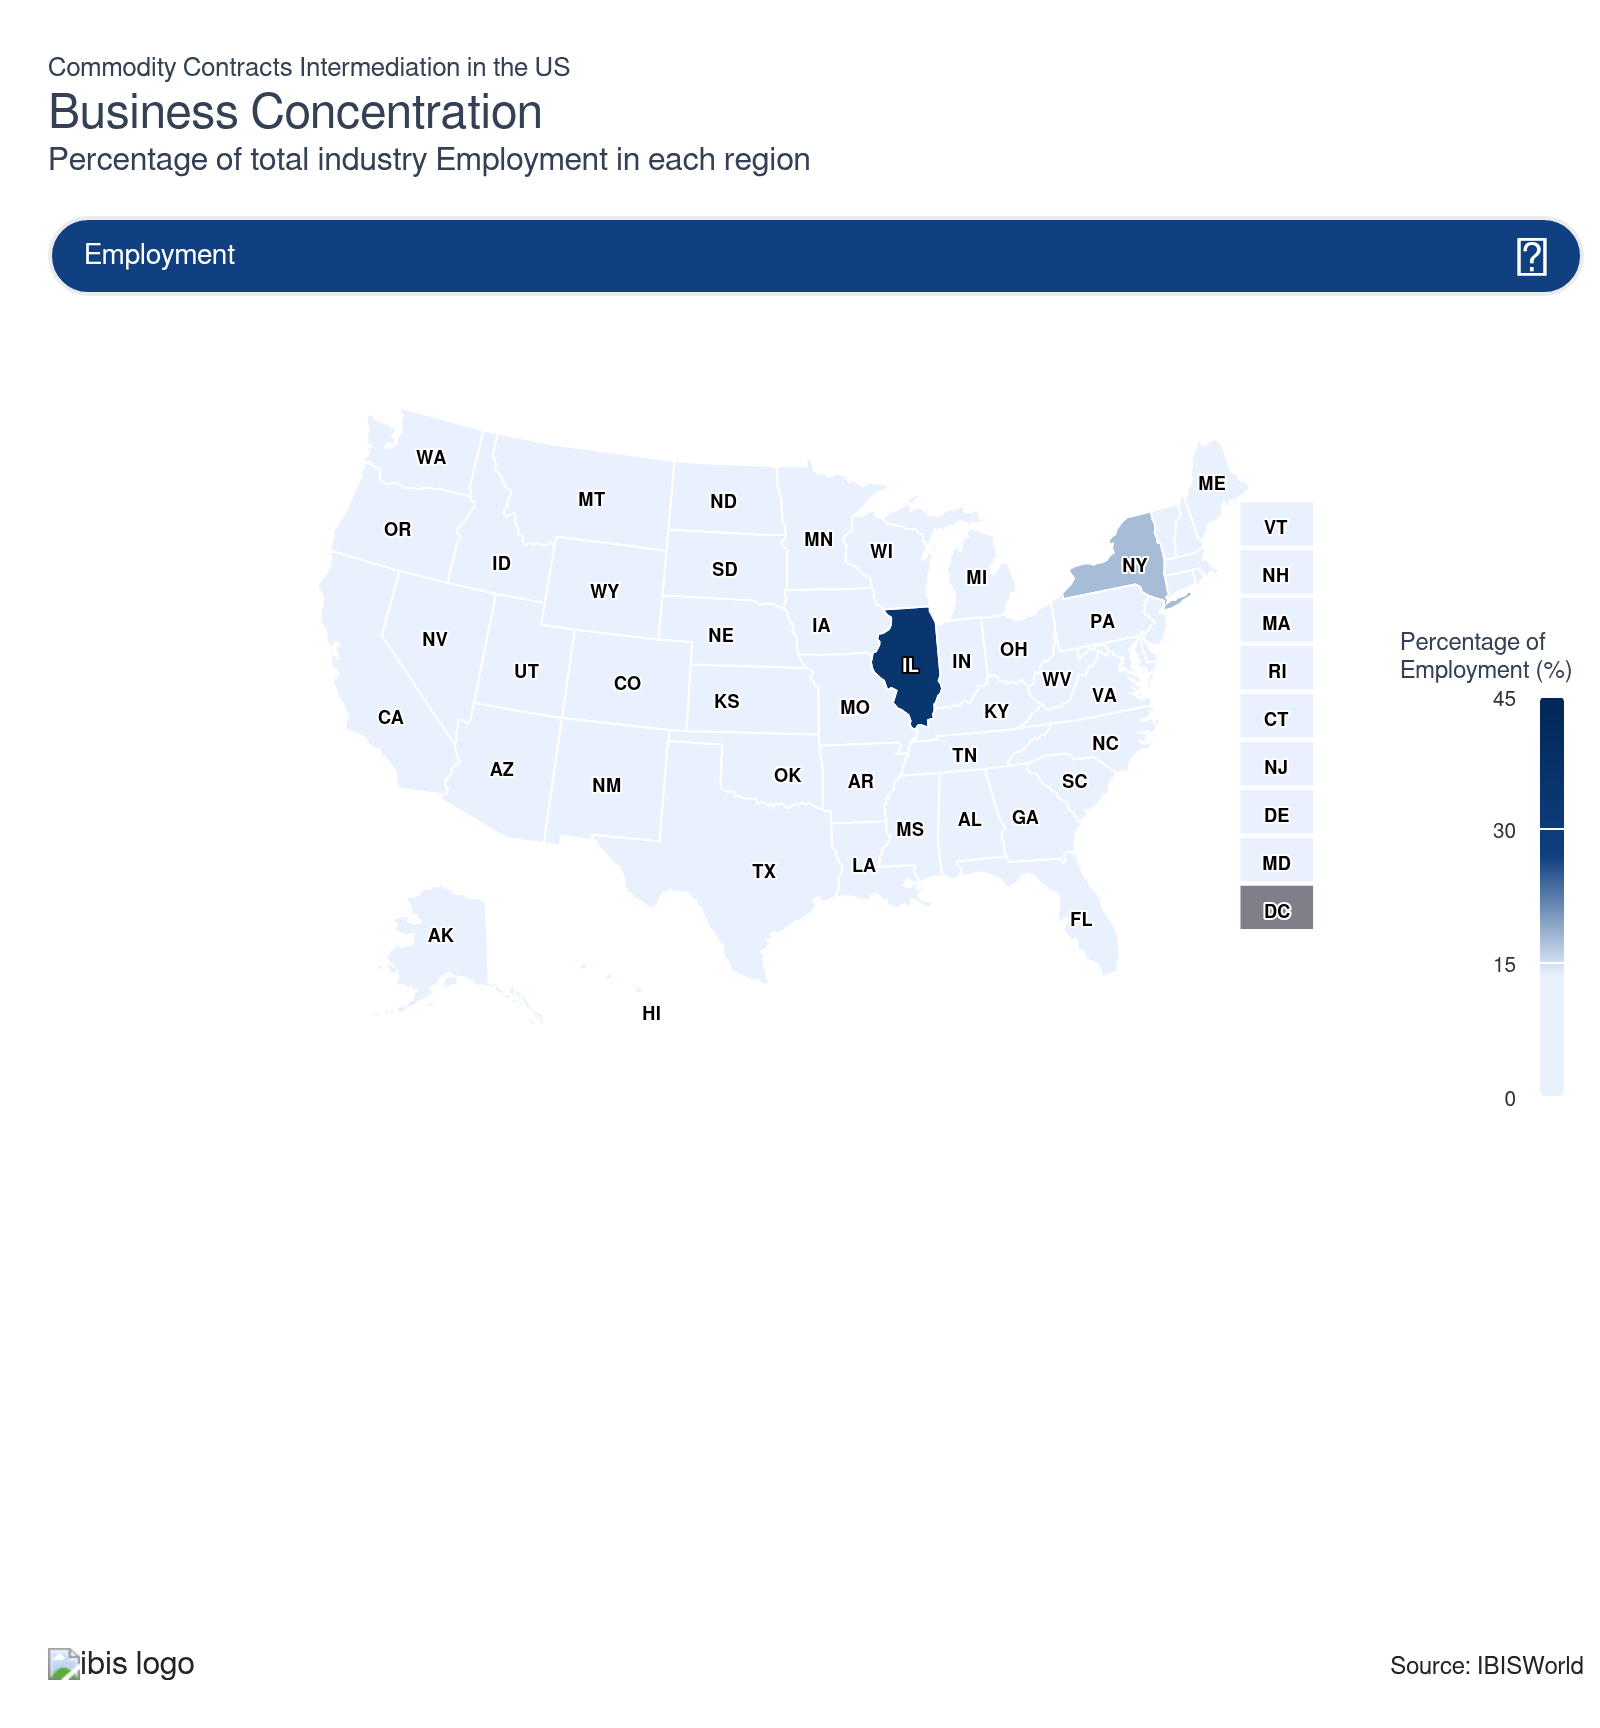 Commodity Contracts Intermediation in the US
Business Concentration
Percentage of total industry Employment in each region
Employment
WA
MT
ND
ME
OR
ID
MN
WI
VT
SD
MI
NY
NH
WY
NV
NE
IA
PA
MA
UT
CO
KS
MO
IL
IN
OH
WV
VA
RI
CA
KY
CT
AZ
NM
OK
AR
TN
NC
SC
NJ
TX
LA
MS
AL
GA
DE
MD
FL
DC
AK
HI
Percentage of
Employment (%)
45
30
15
0
ibis logo
Source: IBISWorld